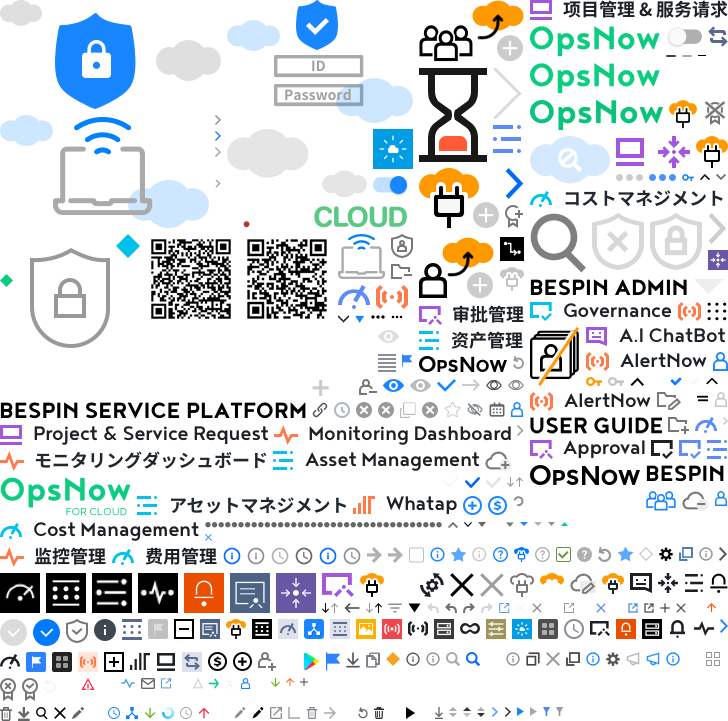 项目管理 & 服务请求
OpsNow
ID
OpsNow
Password
OpsNow
コストマネジメント
CLOUD
BESPIN ADMIN
审批管理
Governance
资产管理
A.I ChatBot
OpsNow
AlertNow
AlertNow
BESPIN SERVICE PLATFORM
USER GUIDE
Project & Service Request
Monitoring Dashboard
Approval
モニタリングダッシュボード
Asset Management
OpsNow
BESPIN
OpsNow
FOR CLOUD
アセットマネジメント
Whatap
Cost Management
监控管理
费用管理